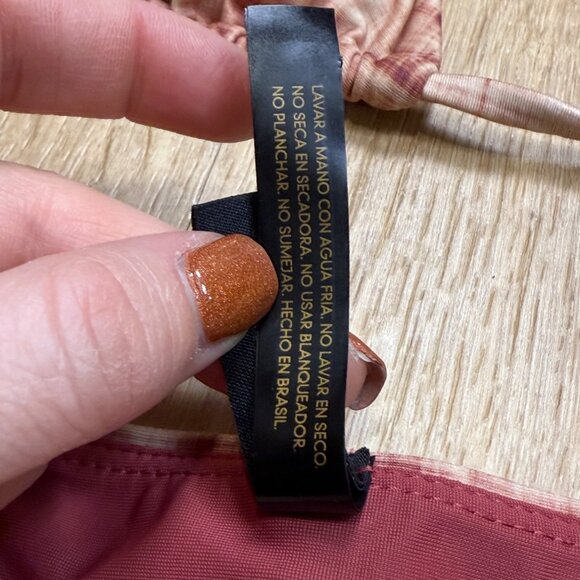 LAVAR A MANO CON AGUA FRIA. NO LAVAR EN SECO.
NO SECA EN SECADORA. NO USAR BLANQUEADOR.
NO PLANCHAR. NO SUMEJAR. HECHO EN BRASIL.